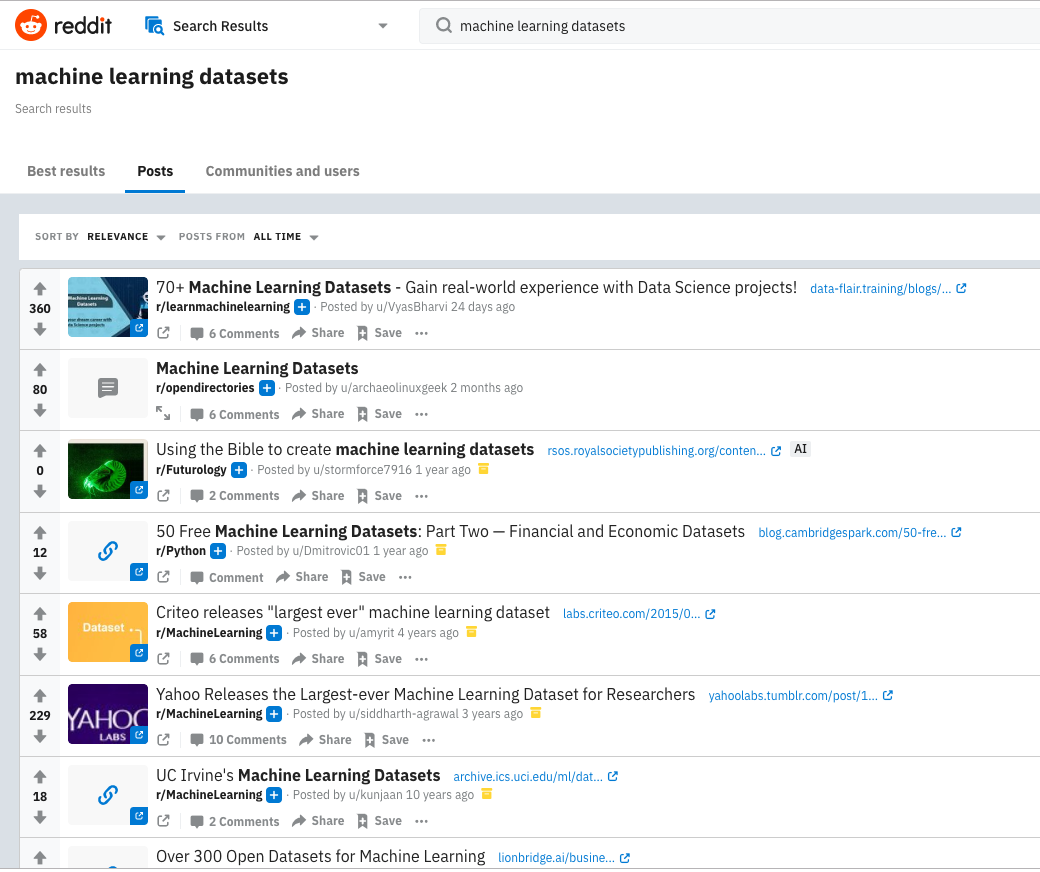 reddit
Search Results
machine learning datasets
machine learning datasets
Search results
Best results
Posts
Communities and users
SORT BY RELEVANCE POSTS FROM ALL TIME
360
Machine Learning
Datasets
70+ Machine Learning Datasets - Gain real-world experience with Data Science projects! data-flair.training/blogs/...
r/learnmachinelearning · Posted by u/VyasBharvi 24 days ago
6 Comments Share Save
80
Machine Learning Datasets
r/opendirectories · Posted by u/archaeolinuxgeek 2 months ago
6 Comments Share Save
0
Using the Bible to create machine learning datasets rsos.royalsocietypublishing.org/conten... AI
r/Futurology · Posted by u/stormforce7916 1 year ago
2 Comments Share Save
12
50 Free Machine Learning Datasets: Part Two — Financial and Economic Datasets blog.cambridgespark.com/50-fre...
r/Python · Posted by u/Dmitrovic01 1 year ago
Comment Share Save
58
Dataset
Criteo releases "largest ever" machine learning dataset labs.criteo.com/2015/0...
r/MachineLearning · Posted by u/amyrit 4 years ago
6 Comments Share Save
229
YAHOO
LABS
Yahoo Releases the Largest-ever Machine Learning Dataset for Researchers yahoolabs.tumblr.com/post/1...
r/MachineLearning · Posted by u/siddharth-agrawal 3 years ago
10 Comments Share Save
18
UC Irvine's Machine Learning Datasets archive.ics.uci.edu/ml/dat...
r/MachineLearning · Posted by u/kunjaan 10 years ago
2 Comments Share Save
Over 300 Open Datasets for Machine Learning lionbridge.ai/busine...